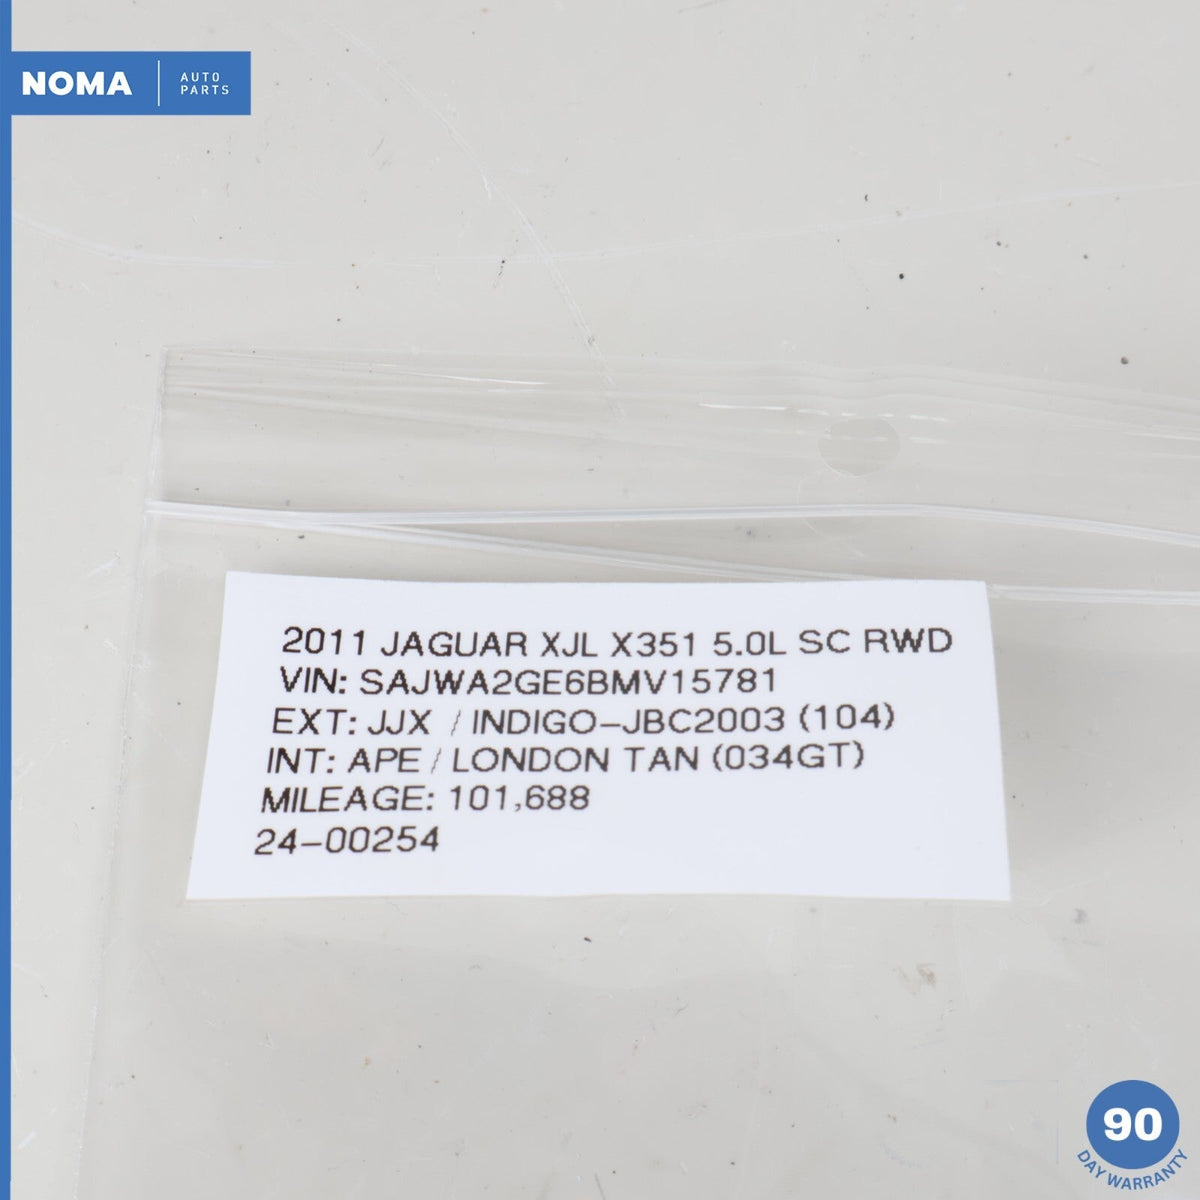 NOMA AUTO PARTS
2011 JAGUAR XJL X351 5.0L SC RWD
VIN: SAJWA2GE6BMV15781
EXT: JJX / INDIGO-JBC2003 (104)
INT: APE / LONDON TAN (034GT)
MILEAGE: 101,688
24-00254
90
DAY WARRANTY